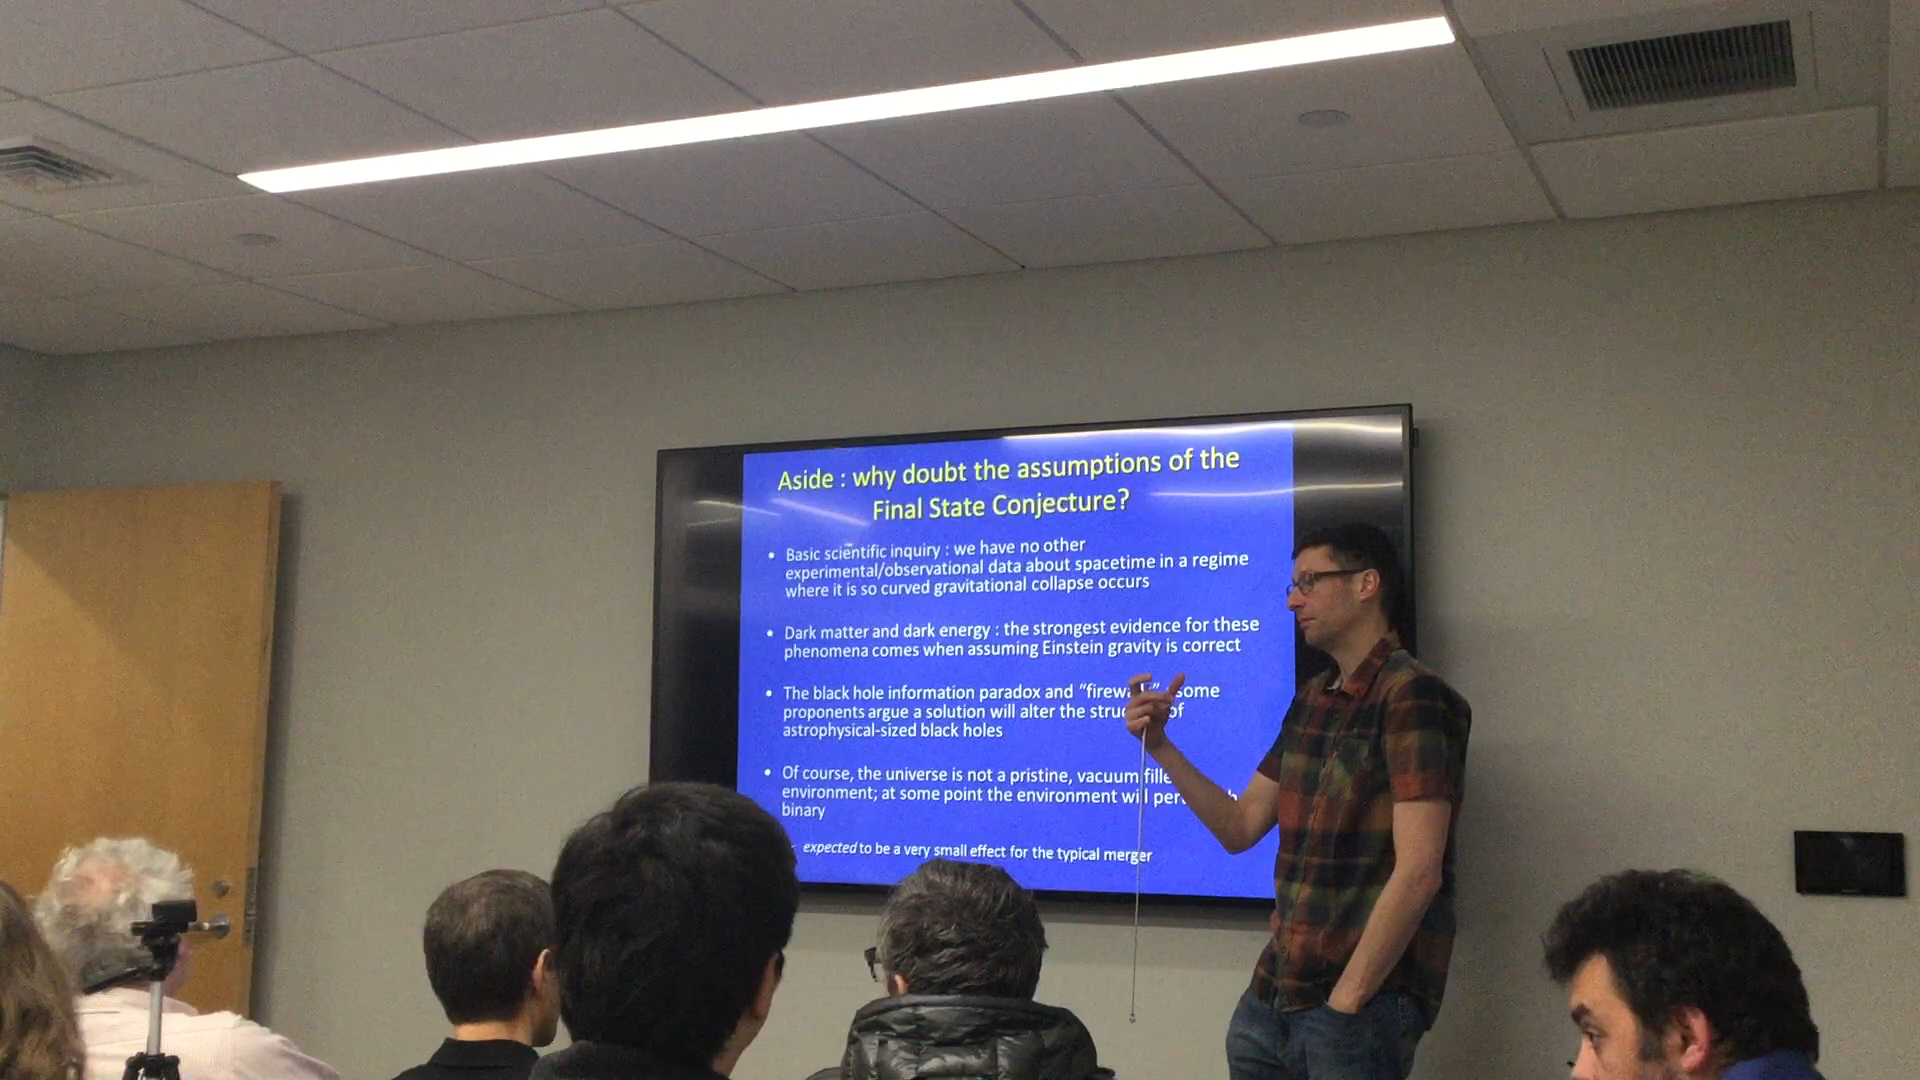 Aside : why doubt the assumptions of the
Final State Conjecture?
• Basic scientific inquiry : we have no other
experimental/observational data about spacetime in a regime
where it is so curved gravitational collapse occurs
• Dark matter and dark energy : the strongest evidence for these
phenomena comes when assuming Einstein gravity is correct
• The black hole information paradox and “ ” some
proponents argue a solution will alter the of
astrophysical-sized black holes
• Of course, the universe is not a pristine, vacuum
environment; at some point the environment will
binary
expected to be a very small effect for the typical merger